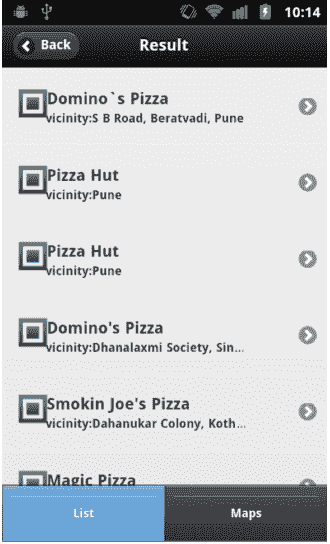 10:14
Back
Result
Domino`s Pizza
vicinity:S B Road, Beratvadi, Pune
Pizza Hut
vicinity:Pune
Pizza Hut
vicinity:Pune
Domino's Pizza
vicinity:Dhanalaxmi Society, Sin...
Smokin Joe's Pizza
vicinity:Dahanukar Colony, Koth...
Magic Pizza
List
Maps